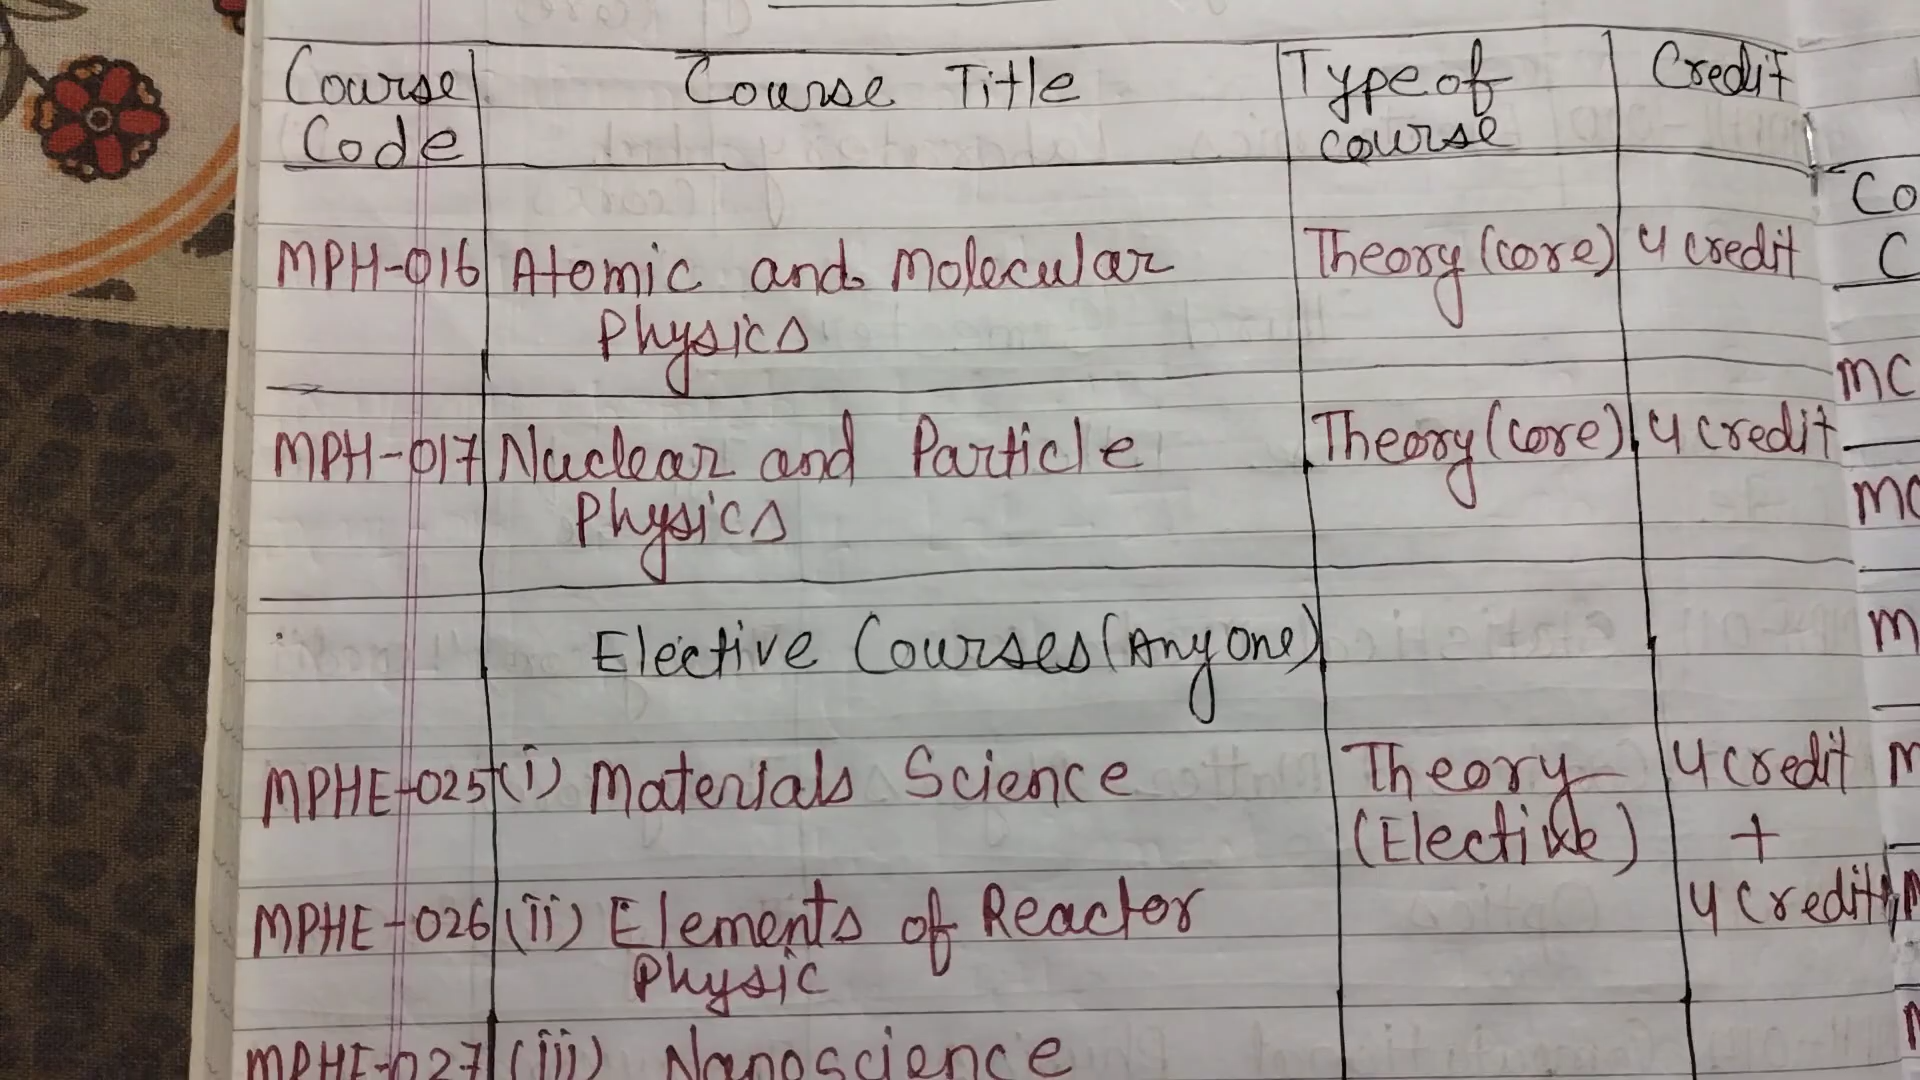 Course Course Title Type of Credit
Code course
MPH-016 Atomic and Molecular Theory (core) 4 credit
Physics
MPH-017 Nuclear and Particle Theory (core) 4 credit
Physics
Elective Courses (Any one)
MPHE-025 (i) Materials Science Theory 4 credit
(Elective) +
MPHE-026 (ii) Elements of Reactor 4 credit
Physic
MPHE-027 (iii) Nanoscience
Co
C
MC